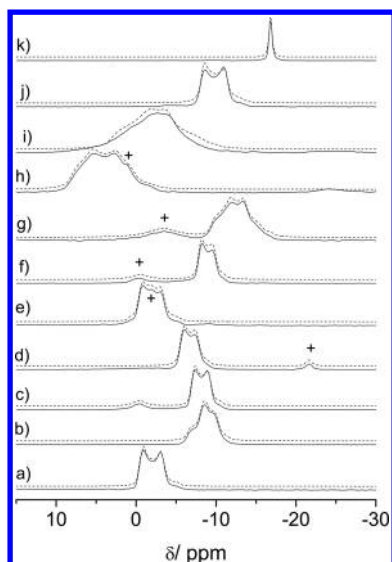 k)
j)
i)
h)
+
g)
+
f)
+
e)
+
d)
+
c)
b)
a)
10 0 -10 -20 -30
δ/ ppm